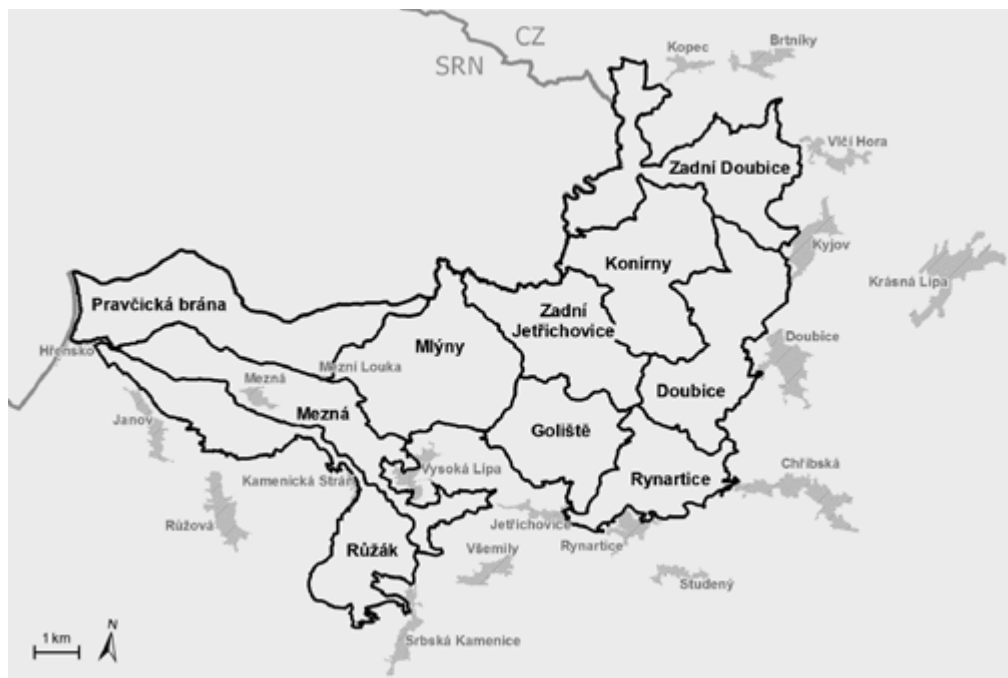 CZ
SRN
Kopec
Brtníky
Vlčí Hora
Zadní Doubice
Kyjov
Konírny
Krásná Lípa
Pravčická brána
Zadní
Jetřichovice
Mlýny
Hřensko
Mezní Louka
Doubice
Mezná
Doubice
Mezná
Janov
Goliště
Vysoká Lípa
Chřibská
Kamenická Stráň
Rynartice
Růžová
Jetřichovice
Rynartice
Růžák
Všemily
Studený
Srbská Kamenice
1 km
N